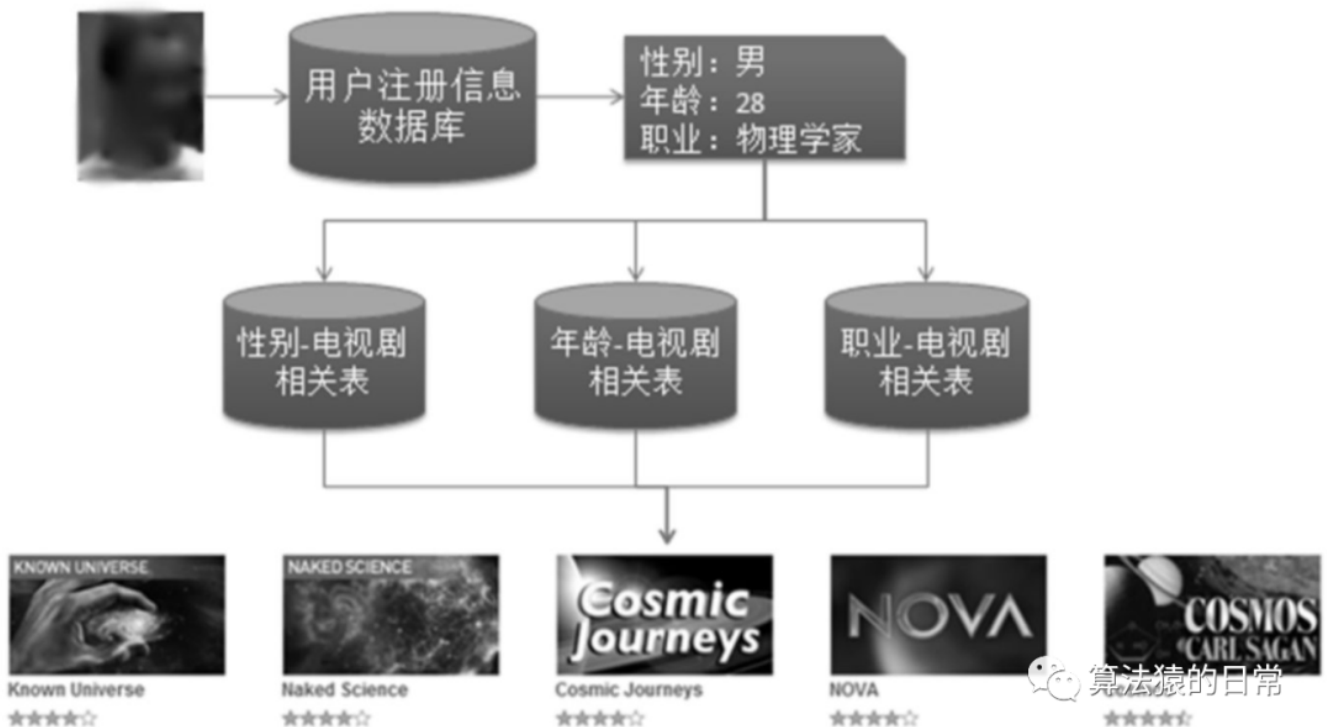 用户注册信息
数据库
性别：男
年龄：28
职业：物理学家
性别-电视剧
相关表
年龄-电视剧
相关表
职业-电视剧
相关表
KNOWN UNIVERSE
NAKED SCIENCE
Cosmic
Journeys
NOVA
COSMOS
CARL SAGAN
Known Universe
Naked Science
Cosmic Journeys
NOVA
算法猿的日常